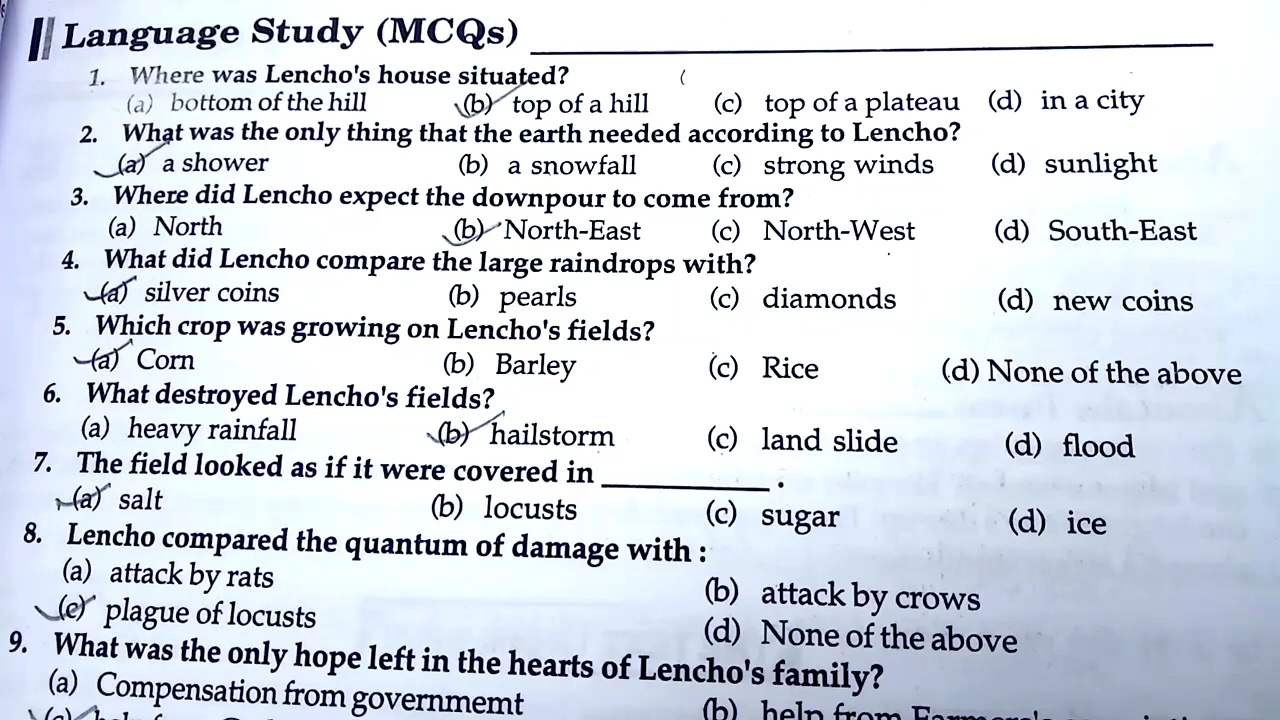 Language Study (MCQs)
1. Where was Lencho's house situated?
(a) bottom of the hill (b) top of a hill (c) top of a plateau (d) in a city
2. What was the only thing that the earth needed according to Lencho?
(a) a shower (b) a snowfall (c) strong winds (d) sunlight
3. Where did Lencho expect the downpour to come from?
(a) North (b) North-East (c) North-West (d) South-East
4. What did Lencho compare the large raindrops with?
(a) silver coins (b) pearls (c) diamonds (d) new coins
5. Which crop was growing on Lencho's fields?
(a) Corn (b) Barley (c) Rice (d) None of the above
6. What destroyed Lencho's fields?
(a) heavy rainfall (b) hailstorm (c) land slide (d) flood
7. The field looked as if it were covered in __________ .
(a) salt (b) locusts (c) sugar (d) ice
8. Lencho compared the quantum of damage with :
(a) attack by rats (b) attack by crows
(c) plague of locusts (d) None of the above
9. What was the only hope left in the hearts of Lencho's family?
(a) Compensation from governmemt
(b) help from